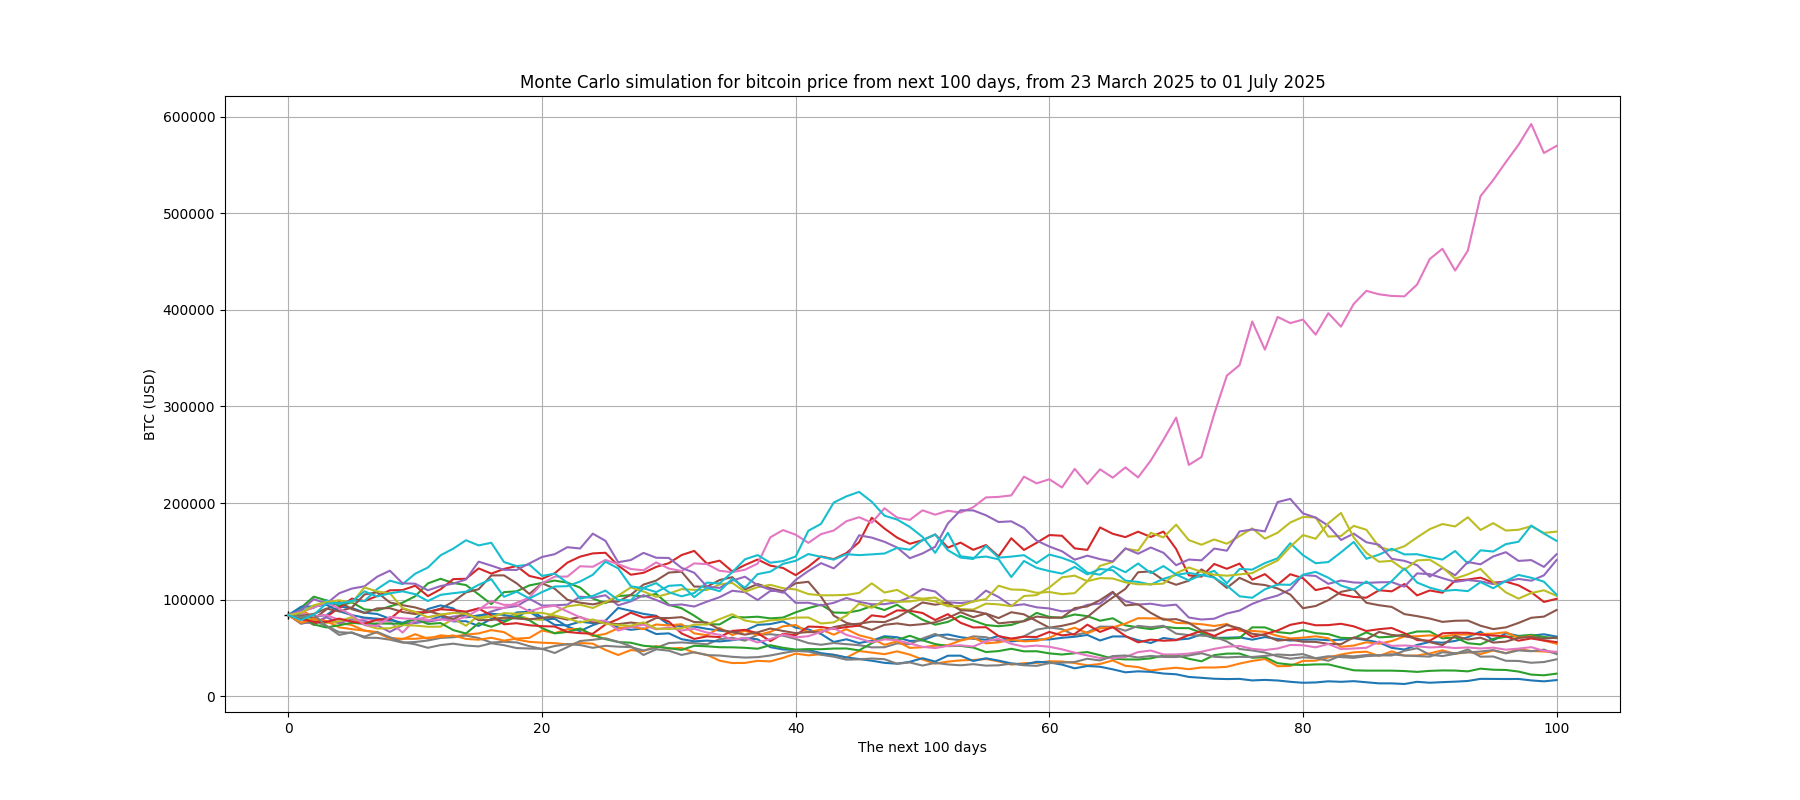 Monte Carlo simulation for bitcoin price from next 100 days, from 23 March 2025 to 01 July 2025
600000
500000
400000
300000
200000
100000
0
BTC (USD)
0 20 40 60 80 100
The next 100 days